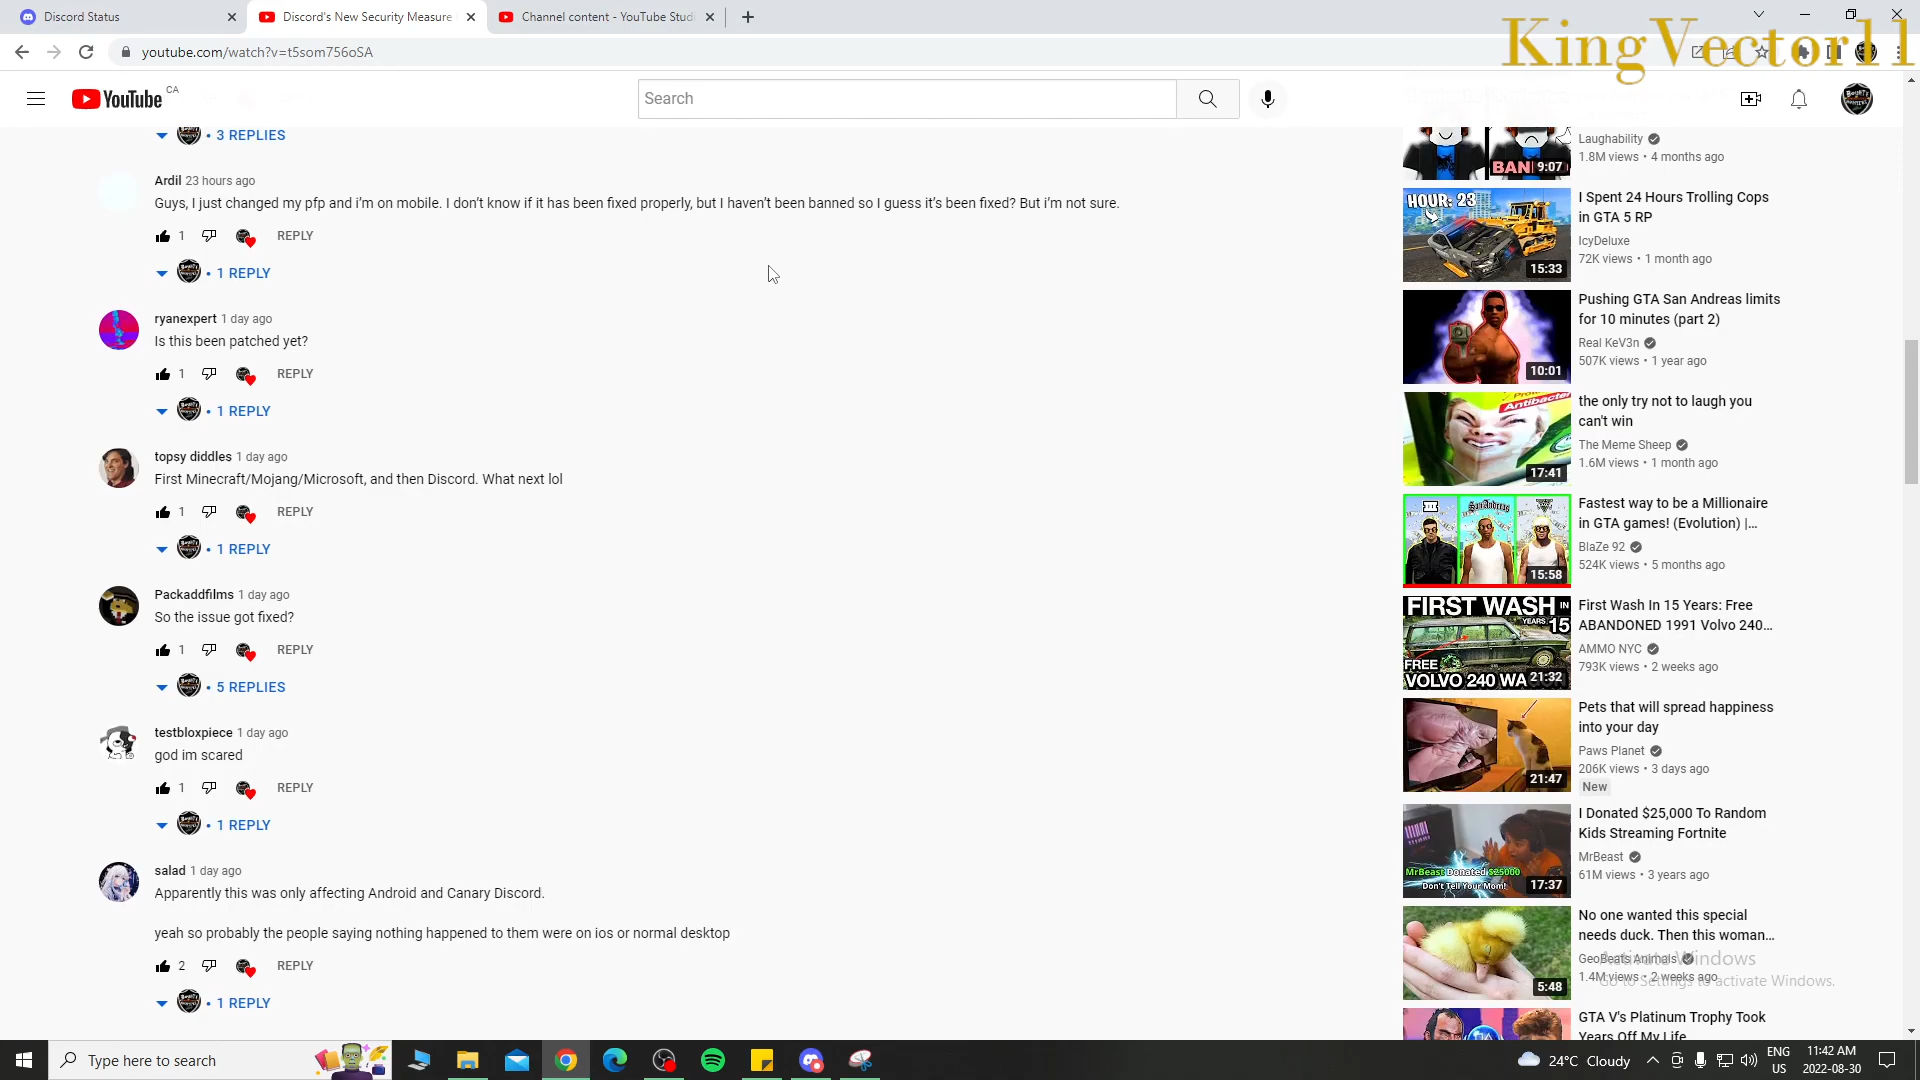 Discord Status
Discord's New Security Measure
Channel content - YouTube Studi
KingVector11
youtube.com/watch?v=t5som756oSA
YouTube CA
Search
3 REPLIES
Ardil 23 hours ago
Guys, I just changed my pfp and i'm on mobile. I don't know if it has been fixed properly, but I haven't been banned so I guess it's been fixed? But i'm not sure.
1 REPLY
1 REPLY
ryanexpert 1 day ago
Is this been patched yet?
1 REPLY
1 REPLY
topsy diddles 1 day ago
First Minecraft/Mojang/Microsoft, and then Discord. What next lol
1 REPLY
1 REPLY
Packaddfilms 1 day ago
So the issue got fixed?
1 REPLY
5 REPLIES
testbloxpiece 1 day ago
god im scared
1 REPLY
1 REPLY
salad 1 day ago
Apparently this was only affecting Android and Canary Discord.
yeah so probably the people saying nothing happened to them were on ios or normal desktop
2 REPLY
1 REPLY
BAN
9:07
Laughability
1.8M views • 4 months ago
HOUR: 23
15:33
I Spent 24 Hours Trolling Cops
in GTA 5 RP
IcyDeluxe
72K views • 1 month ago
10:01
Pushing GTA San Andreas limits
for 10 minutes (part 2)
Real KeV3n
507K views • 1 year ago
Antibacter
17:41
the only try not to laugh you
can't win
The Meme Sheep
1.6M views • 1 month ago
III
SanAndreas
15:58
Fastest way to be a Millionaire
in GTA games! (Evolution) |...
BlaZe 92
524K views • 5 months ago
FIRST WASH IN
YEARS 15
FREE
VOLVO 240 WA
21:32
First Wash In 15 Years: Free
ABANDONED 1991 Volvo 240...
AMMO NYC
793K views • 2 weeks ago
21:47
Pets that will spread happiness
into your day
Paws Planet
206K views • 3 days ago
New
MrBeast Donated $25000
Don't Tell Your Mom!
17:37
I Donated $25,000 To Random
Kids Streaming Fortnite
MrBeast
61M views • 3 years ago
5:48
No one wanted this special
needs duck. Then this woman...
GeoBeats Animals
1.4M views • 2 weeks ago
Activate Windows
Go to Settings to activate Windows.
GTA V's Platinum Trophy Took
Years Off My Life
Type here to search
24°C Cloudy
ENG
US
11:42 AM
2022-08-30